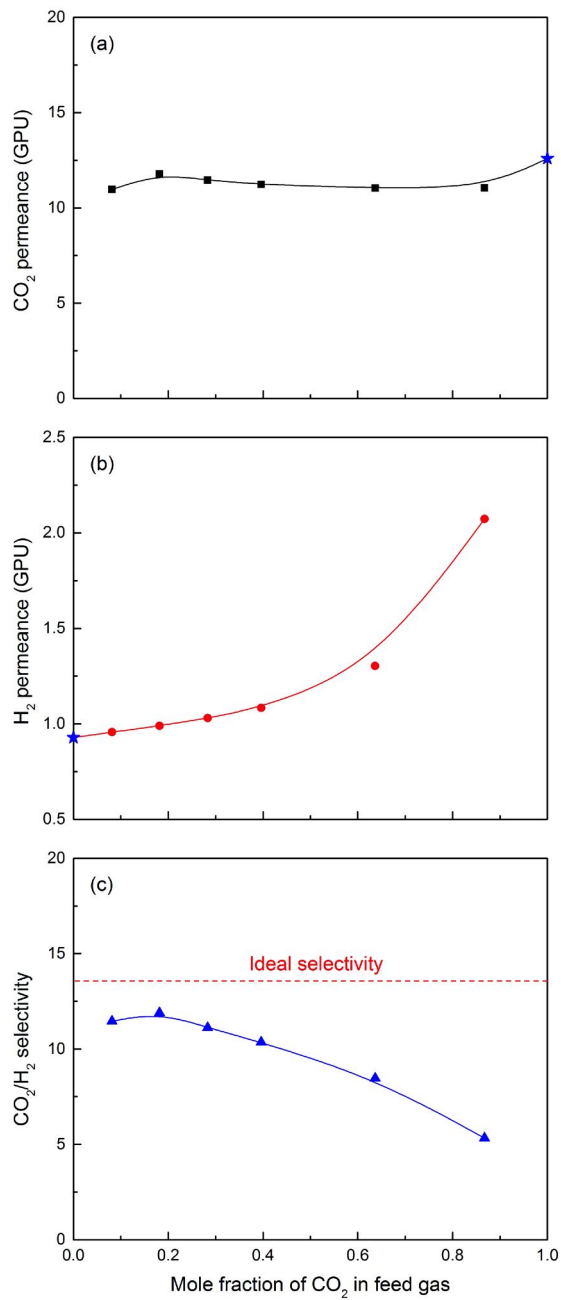 20
(a)
15
10
5
0
CO₂ permeance (GPU)
2.5
(b)
2.0
1.5
1.0
0.5
H₂ permeance (GPU)
20
(c)
Ideal selectivity
15
10
5
0
CO₂/H₂ selectivity
0.0 0.2 0.4 0.6 0.8 1.0
Mole fraction of CO₂ in feed gas